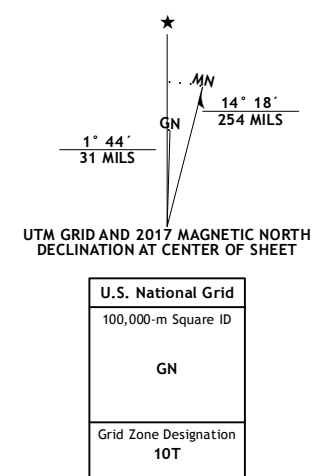 ★
MN
GN
14° 18´
254 MILS
1° 44´
31 MILS
UTM GRID AND 2017 MAGNETIC NORTH
DECLINATION AT CENTER OF SHEET
U.S. National Grid
100,000-m Square ID
GN
Grid Zone Designation
10T